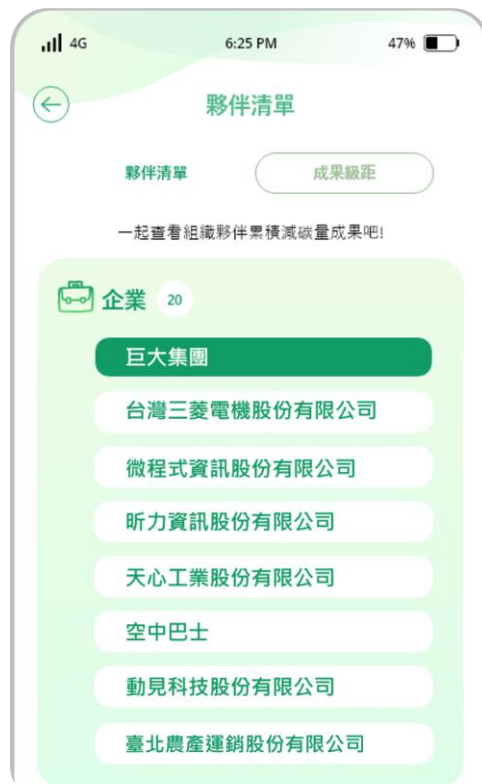 4G 6:25 PM 47%
夥伴清單
夥伴清單 成果級距
一起查看組織夥伴累積減碳量成果吧!
企業 20
巨大集團
台灣三菱電機股份有限公司
微程式資訊股份有限公司
昕力資訊股份有限公司
天心工業股份有限公司
空中巴士
動見科技股份有限公司
臺北農產運銷股份有限公司